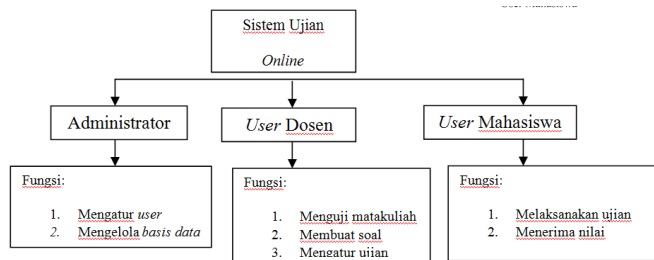 Sistem Ujian
Online
Administrator
User Dosen
User Mahasiswa
Fungsi:
1. Mengatur user
2. Mengelola basis data
Fungsi:
1. Menguji matakuliah
2. Membuat soal
3. Mengatur ujian
Fungsi:
1. Melaksanakan ujian
2. Menerima nilai